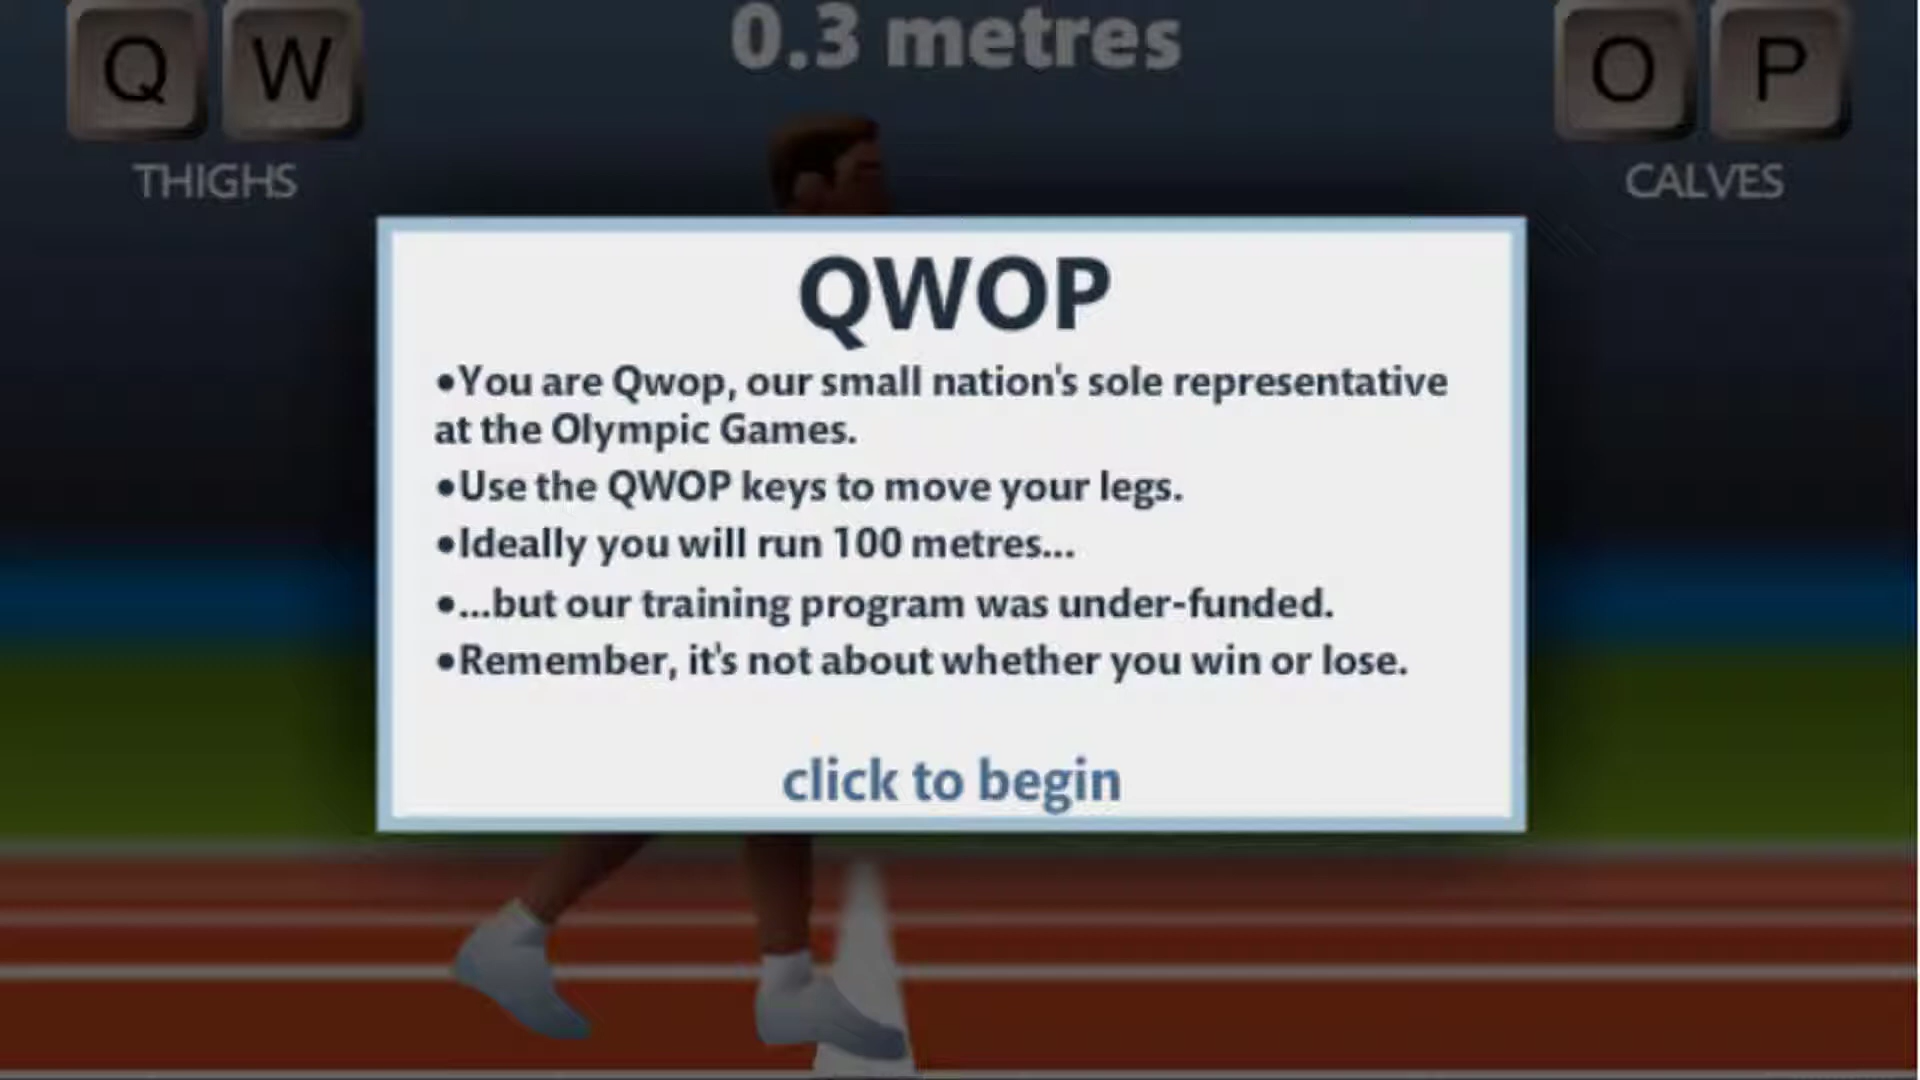 Q W
0.3 metres
O P
THIGHS
CALVES
QWOP
•You are Qwop, our small nation's sole representative
at the Olympic Games.
•Use the QWOP keys to move your legs.
•Ideally you will run 100 metres...
•...but our training program was under-funded.
•Remember, it's not about whether you win or lose.
click to begin